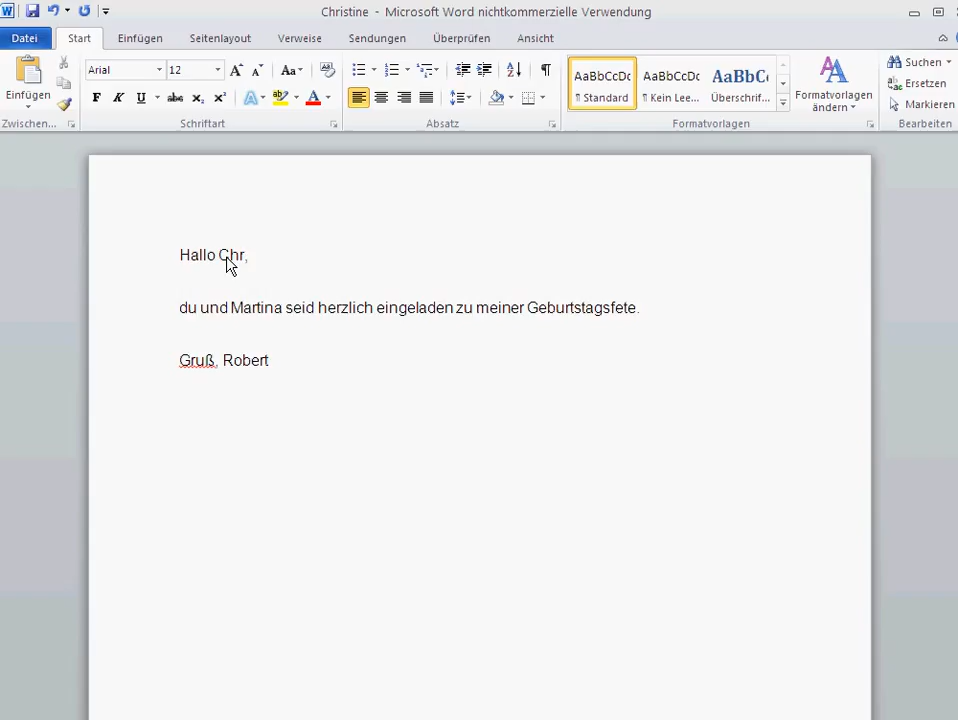 W
Christine - Microsoft Word nichtkommerzielle Verwendung
Datei Start Einfügen Seitenlayout Verweise Sendungen Überprüfen Ansicht
Arial 12 A A Aa
F K U abc x₂ x² A ab A
Einfügen
AaBbCcDc AaBbCcDc AaBbC
¶ Standard ¶ Kein Lee... Überschrif...
Formatvorlagen ändern
Suchen
Ersetzen
Markieren
Zwischen... Schriftart Absatz Formatvorlagen Bearbeiten
Hallo Chr,
du und Martina seid herzlich eingeladen zu meiner Geburtstagsfete.
Gruß, Robert